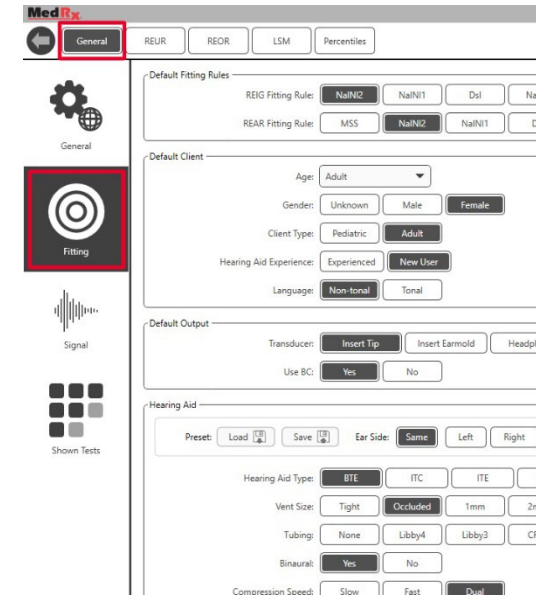 MedRx
General REUR REOR LSM Percentiles
General
Fitting
Signal
Shown Tests
Default Fitting Rules
REIG Fitting Rule: NalNl2 NalNl1 Dsl
REAR Fitting Rule: MSS NalNl2 NalNl1
Default Client
Age: Adult
Gender: Unknown Male Female
Client Type: Pediatric Adult
Hearing Aid Experience: Experienced New User
Language: Non-tonal Tonal
Default Output
Transducer: Insert Tip Insert Earmold
Use BC: Yes No
Hearing Aid
Preset: Load Save Ear Side: Same Left Right
Hearing Aid Type: BTE ITC ITE
Vent Size: Tight Occluded 1mm
Tubing: None Libby4 Libby3
Binaural: Yes No
Compression Speed: Slow Fast Dual